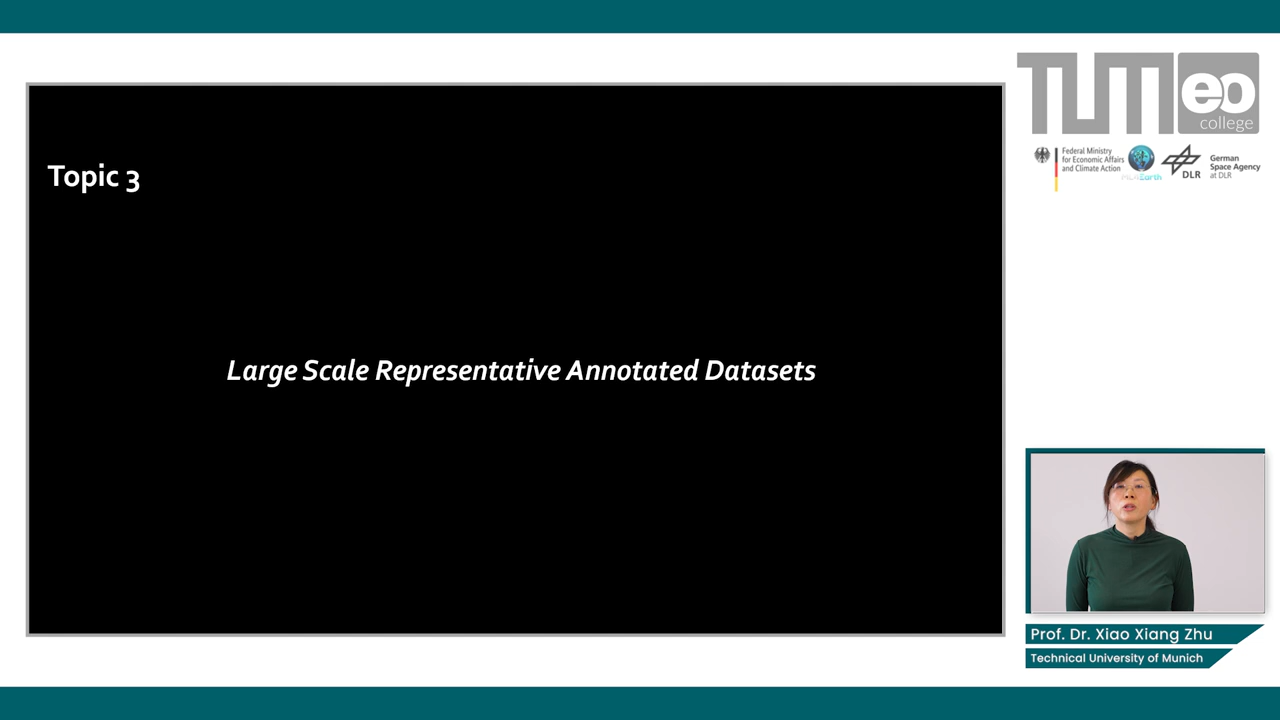 Topic 3
Large Scale Representative Annotated Datasets
TUM eo
college
Federal Ministry
for Economic Affairs
and Climate Action
ML4Earth
DLR
German
Space Agency
at DLR
Prof. Dr. Xiao Xiang Zhu
Technical University of Munich